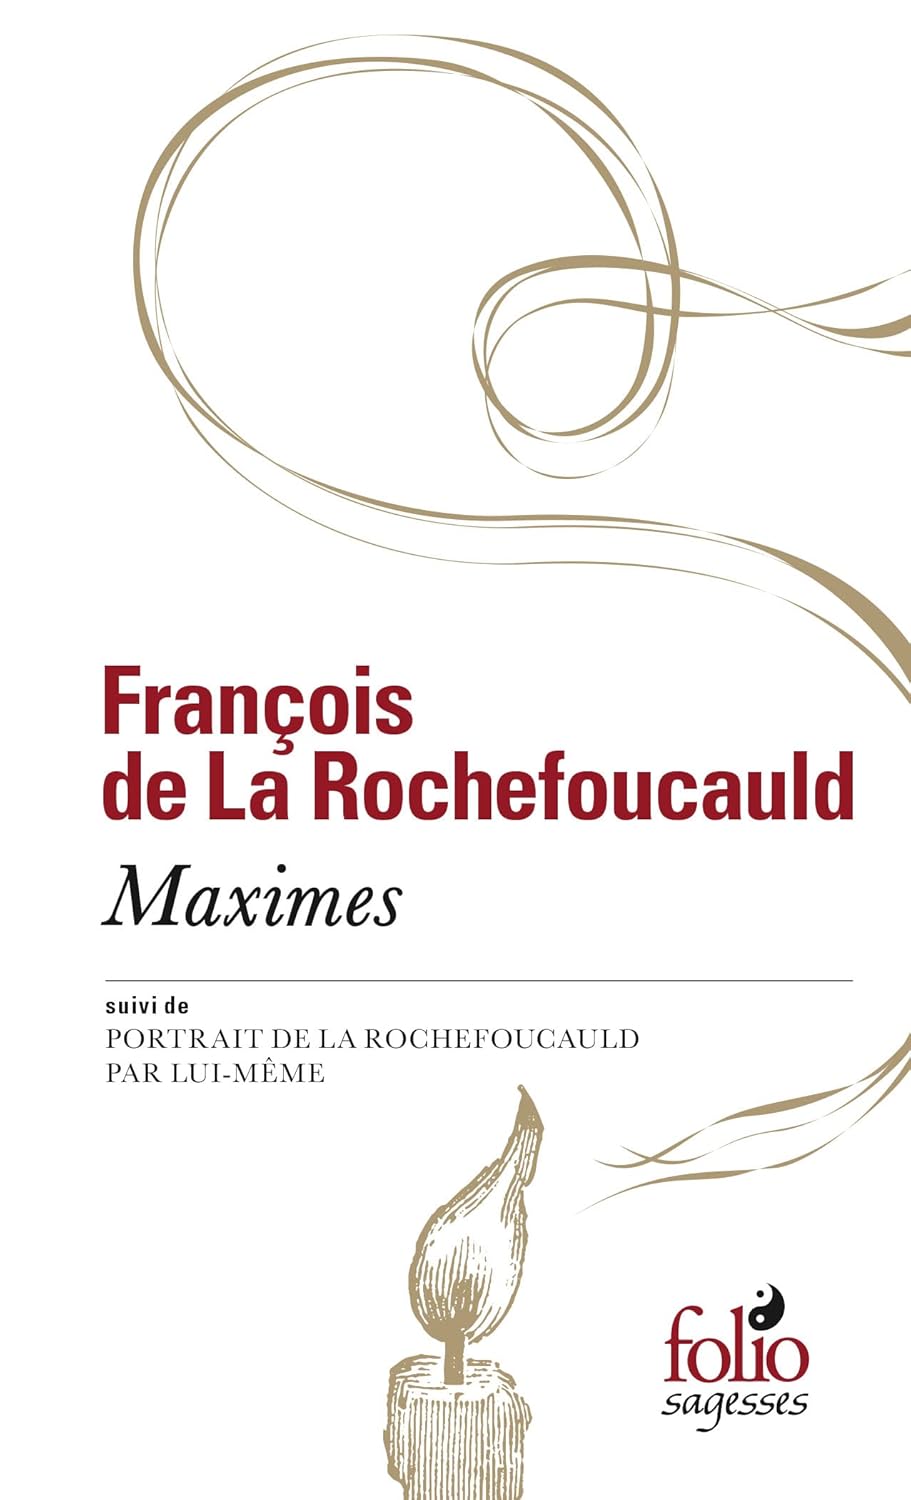 François
de La Rochefoucauld
Maximes
suivi de
PORTRAIT DE LA ROCHEFOUCAULD
PAR LUI-MÊME
folio
sagesses